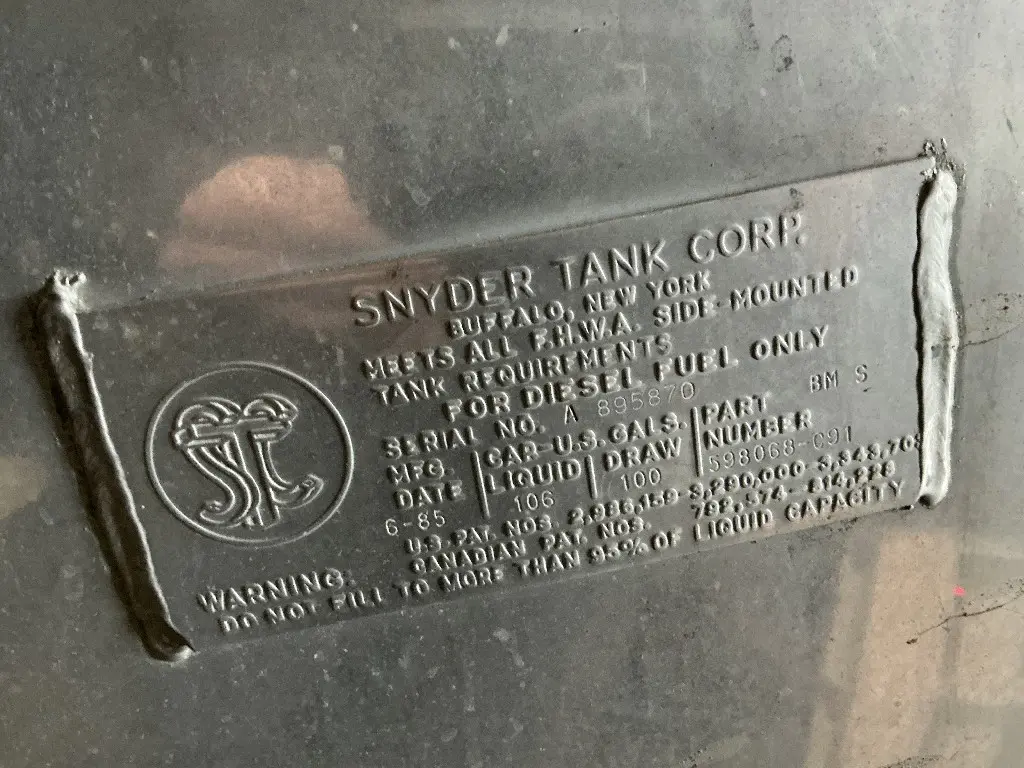 SNYDER TANK CORP.
BUFFALO, NEW YORK
MEETS ALL F.H.W.A. SIDE-MOUNTED
TANK REQUIREMENTS
FOR DIESEL FUEL ONLY
SERIAL NO. A 895870 BM S
MFG. DATE 6-85
CAP.-U.S. GALS.
LIQUID 106
DRAW 100
PART NUMBER 598068-C91
U.S. PAT. NOS. 2,986,159-3,290,000-3,343,708
CANADIAN PAT. NOS. 792,574-814,228
WARNING:
DO NOT FILL TO MORE THAN 95% OF LIQUID CAPACITY